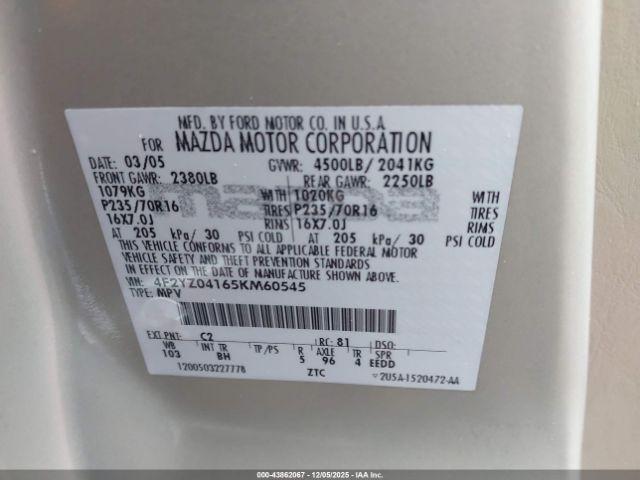 MFD. BY FORD MOTOR CO. IN U.S.A.
FOR MAZDA MOTOR CORPORATION
DATE: 03/05 GVWR: 4500LB/ 2041KG
FRONT GAWR: 2380LB REAR GAWR: 2250LB
1079KG WITH 1020KG WITH
P235/70R16 TIRES P235/70R16 TIRES
16X7.0J RIMS 16X7.0J RIMS
AT 205 kPa/ 30 PSI COLD AT 205 kPa/ 30 PSI COLD
THIS VEHICLE CONFORMS TO ALL APPLICABLE FEDERAL MOTOR
VEHICLE SAFETY AND THEFT PREVENTION STANDARDS
IN EFFECT ON THE DATE OF MANUFACTURE SHOWN ABOVE.
VIN: 4F2YZ04165KM60545
TYPE: MPV
EXT PNT: C2 RC: 81 DSO:
WB INT TR TP/PS R AXLE TR SPR
103 BH 5 96 4 EEDD
1200503227778 ZTC 2U5A-1520472-AA
000-43862067 - 12/05/2025 - IAAI, Inc.